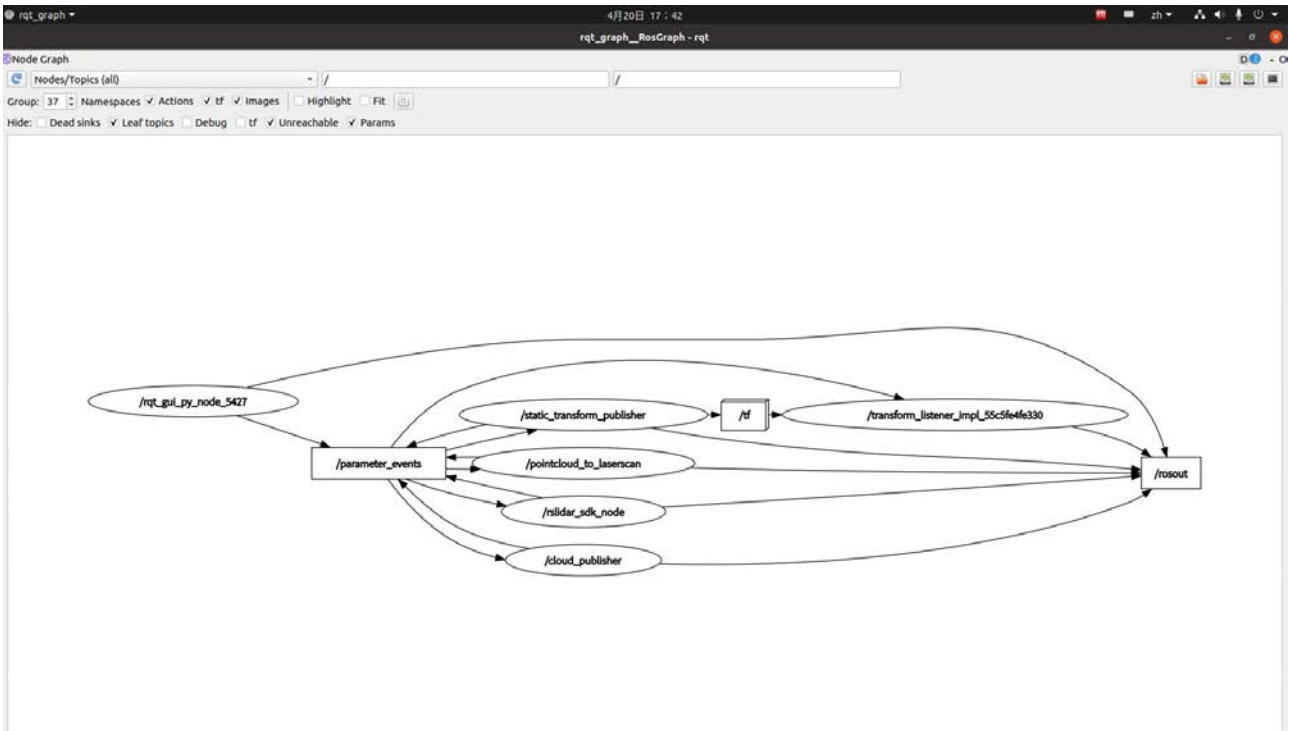 rqt_graph
4月20日 17：42
zh
rqt_graph__RosGraph - rqt
Node Graph
Nodes/Topics (all)
/
/
Group: 37 Namespaces Actions tf Images Highlight Fit
Hide: Dead sinks Leaf topics Debug tf Unreachable Params
/rqt_gui_py_node_5427
/static_transform_publisher
/tf
/transform_listener_impl_55c5fe4fe330
/parameter_events
/pointcloud_to_laserscan
/rosout
/rslidar_sdk_node
/cloud_publisher